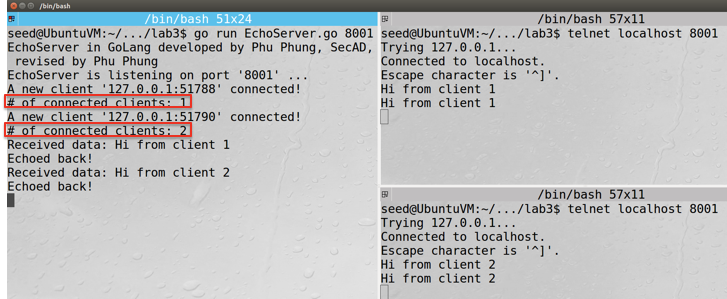 /bin/bash
/bin/bash 51x24
seed@UbuntuVM:~/.../lab3$ go run EchoServer.go 8001
EchoServer in GoLang developed by Phu Phung, SecAD,
revised by Phu Phung
EchoServer is listening on port '8001' ...
A new client '127.0.0.1:51788' connected!
# of connected clients: 1
A new client '127.0.0.1:51790' connected!
# of connected clients: 2
Received data: Hi from client 1
Echoed back!
Received data: Hi from client 2
Echoed back!
/bin/bash 57x11
seed@UbuntuVM:~/.../lab3$ telnet localhost 8001
Trying 127.0.0.1...
Connected to localhost.
Escape character is '^]'.
Hi from client 1
Hi from client 1
/bin/bash 57x11
seed@UbuntuVM:~/.../lab3$ telnet localhost 8001
Trying 127.0.0.1...
Connected to localhost.
Escape character is '^]'.
Hi from client 2
Hi from client 2